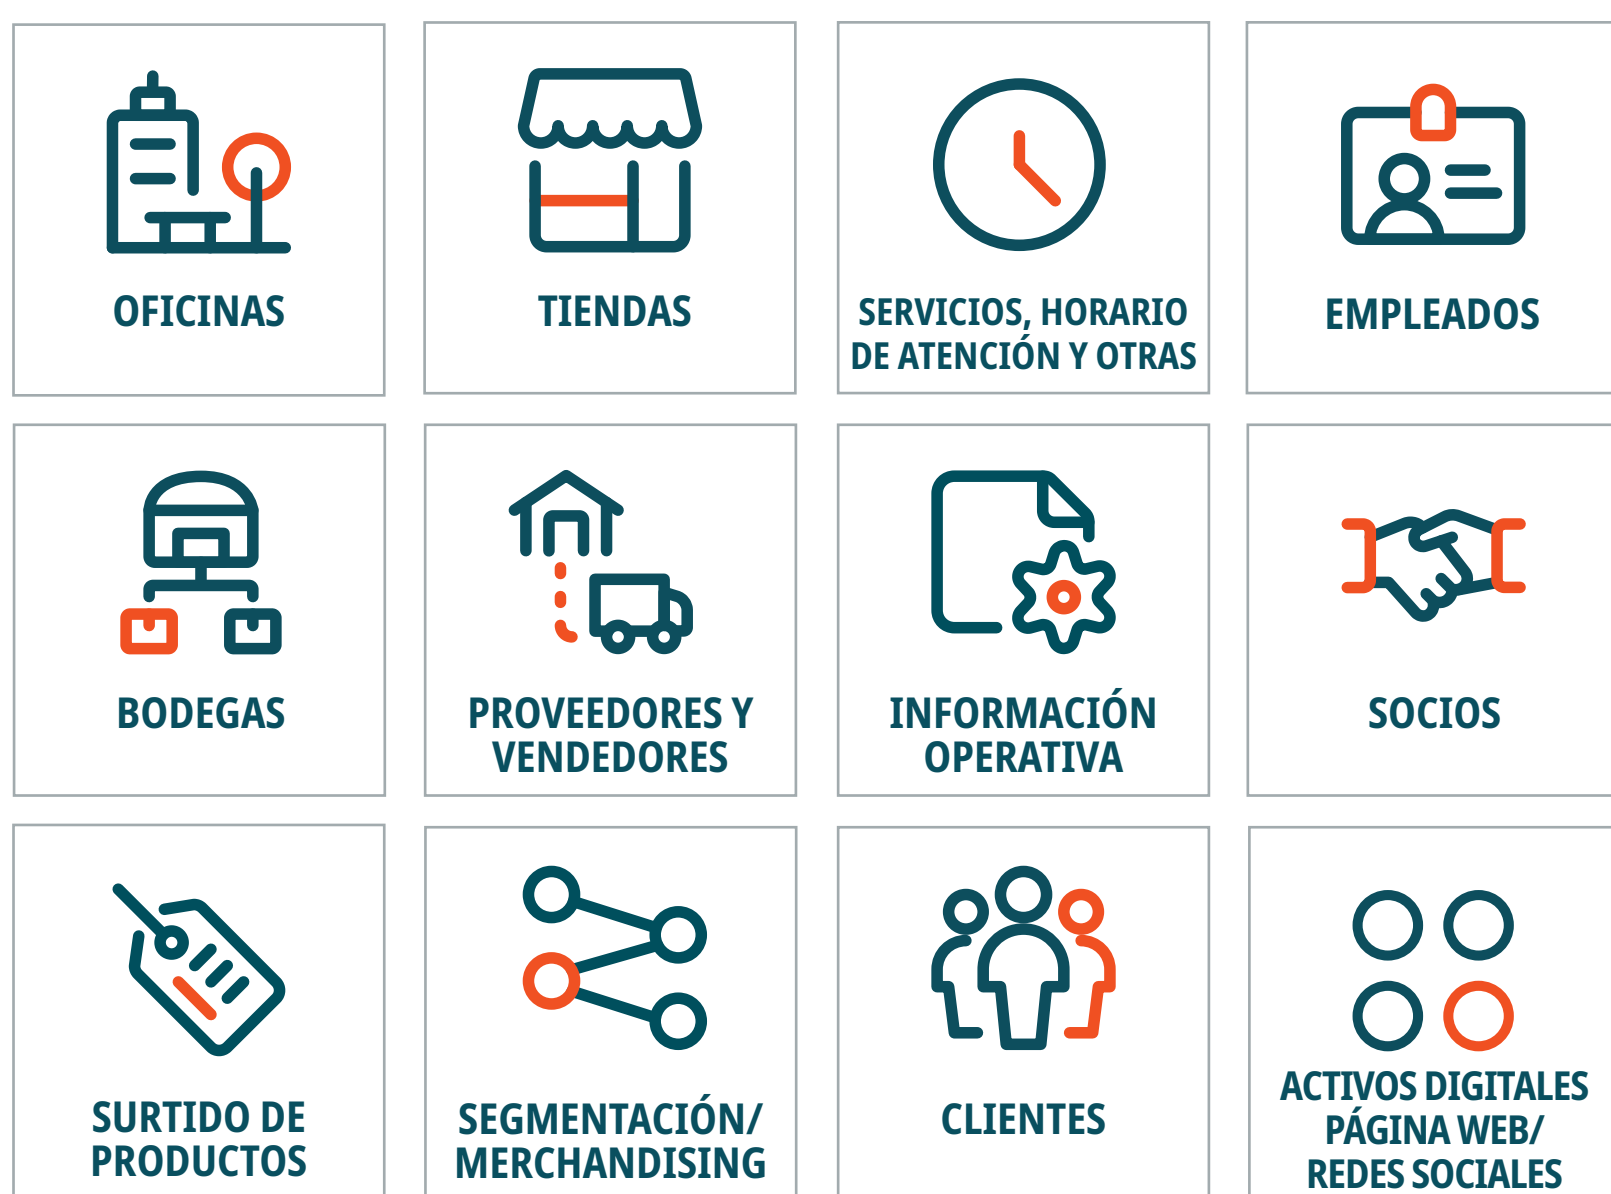 OFICINAS
TIENDAS
SERVICIOS, HORARIO
DE ATENCIÓN Y OTRAS
EMPLEADOS
BODEGAS
PROVEEDORES Y
VENDEDORES
INFORMACIÓN
OPERATIVA
SOCIOS
SURTIDO DE
PRODUCTOS
SEGMENTACIÓN/
MERCHANDISING
CLIENTES
ACTIVOS DIGITALES
PÁGINA WEB/
REDES SOCIALES